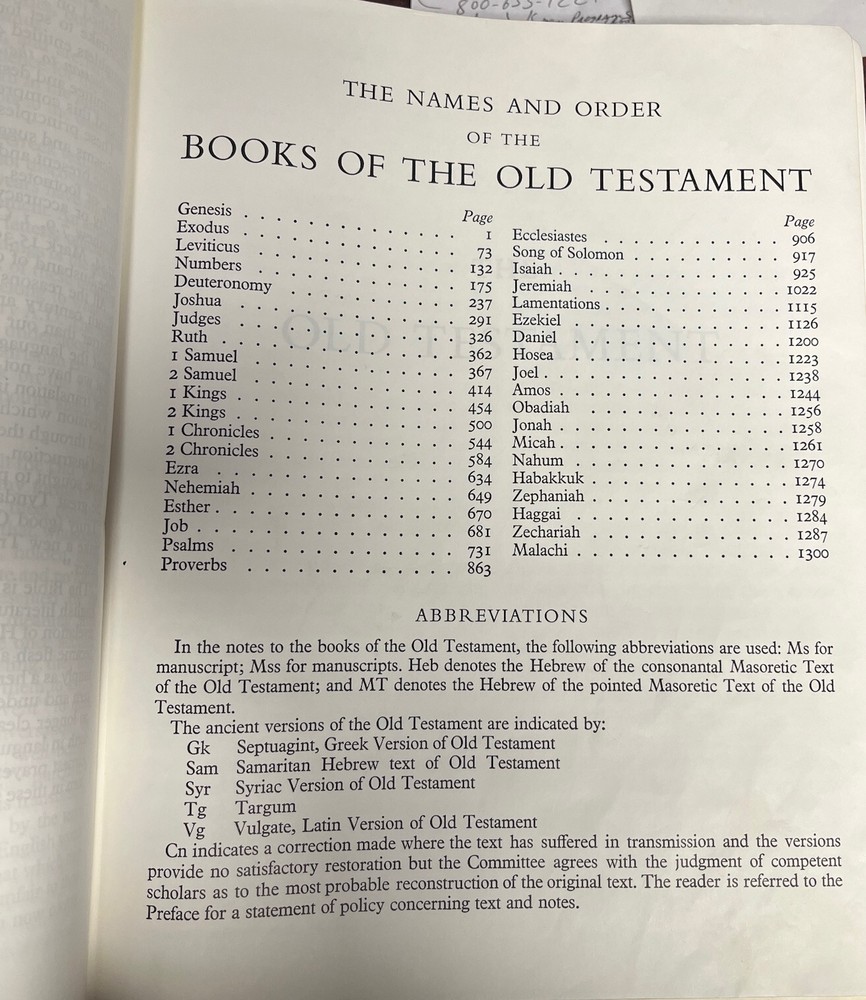 800-655-122
THE NAMES AND ORDER
OF THE
BOOKS OF THE OLD TESTAMENT
Page
Genesis . . . . . . . . . . . . 1
Exodus . . . . . . . . . . . . 73
Leviticus . . . . . . . . . . . . 132
Numbers . . . . . . . . . . . . 175
Deuteronomy . . . . . . . . . . . . 237
Joshua . . . . . . . . . . . . 291
Judges . . . . . . . . . . . . 326
Ruth . . . . . . . . . . . . 362
1 Samuel . . . . . . . . . . . . 367
2 Samuel . . . . . . . . . . . . 414
1 Kings . . . . . . . . . . . . 454
2 Kings . . . . . . . . . . . . 500
1 Chronicles . . . . . . . . . . . . 544
2 Chronicles . . . . . . . . . . . . 584
Ezra . . . . . . . . . . . . 634
Nehemiah . . . . . . . . . . . . 649
Esther . . . . . . . . . . . . 670
Job . . . . . . . . . . . . 681
Psalms . . . . . . . . . . . . 731
Proverbs . . . . . . . . . . . . 863
Page
Ecclesiastes . . . . . . . . . . . . 906
Song of Solomon . . . . . . . . . . 917
Isaiah . . . . . . . . . . . . 925
Jeremiah . . . . . . . . . . . . 1022
Lamentations . . . . . . . . . . . . 1115
Ezekiel . . . . . . . . . . . . 1126
Daniel . . . . . . . . . . . . 1200
Hosea . . . . . . . . . . . . 1223
Joel . . . . . . . . . . . . 1238
Amos . . . . . . . . . . . . 1244
Obadiah . . . . . . . . . . . . 1256
Jonah . . . . . . . . . . . . 1258
Micah . . . . . . . . . . . . 1261
Nahum . . . . . . . . . . . . 1270
Habakkuk . . . . . . . . . . . . 1274
Zephaniah . . . . . . . . . . . . 1279
Haggai . . . . . . . . . . . . 1284
Zechariah . . . . . . . . . . . . 1287
Malachi . . . . . . . . . . . . 1300
ABBREVIATIONS
In the notes to the books of the Old Testament, the following abbreviations are used: Ms for
manuscript; Mss for manuscripts. Heb denotes the Hebrew of the consonantal Masoretic Text
of the Old Testament; and MT denotes the Hebrew of the pointed Masoretic Text of the Old
Testament.
The ancient versions of the Old Testament are indicated by:
Gk Septuagint, Greek Version of Old Testament
Sam Samaritan Hebrew text of Old Testament
Syr Syriac Version of Old Testament
Tg Targum
Vg Vulgate, Latin Version of Old Testament
Cn indicates a correction made where the text has suffered in transmission and the versions
provide no satisfactory restoration but the Committee agrees with the judgment of competent
scholars as to the most probable reconstruction of the original text. The reader is referred to the
Preface for a statement of policy concerning text and notes.